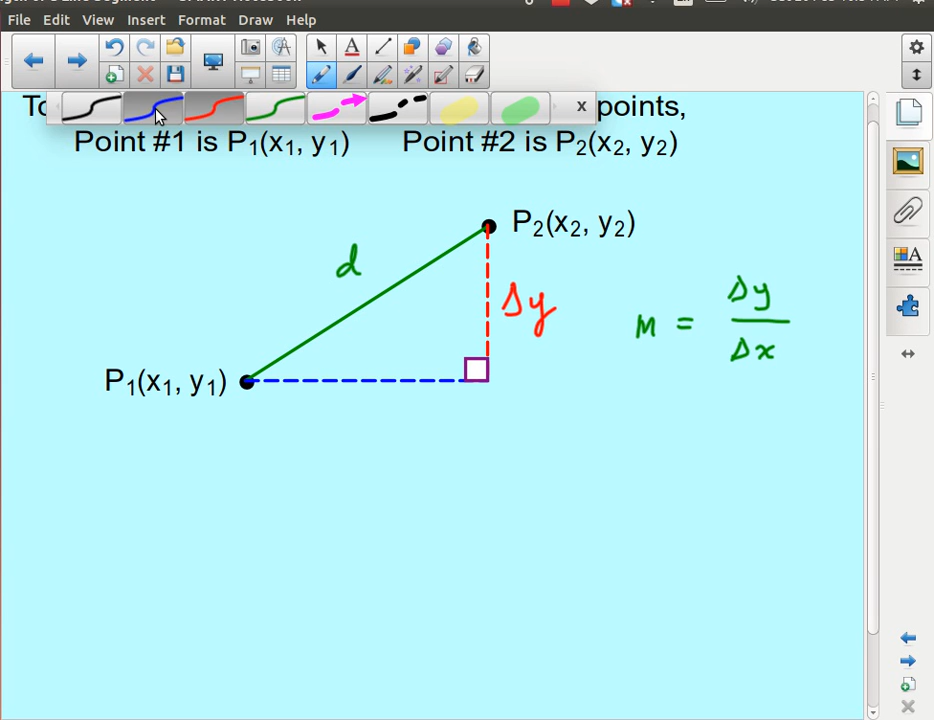 File Edit View Insert Format Draw Help
points,
Point #1 is P₁(x₁, y₁) Point #2 is P₂(x₂, y₂)
P₂(x₂, y₂)
d
Δy
m = Δy/Δx
P₁(x₁, y₁)